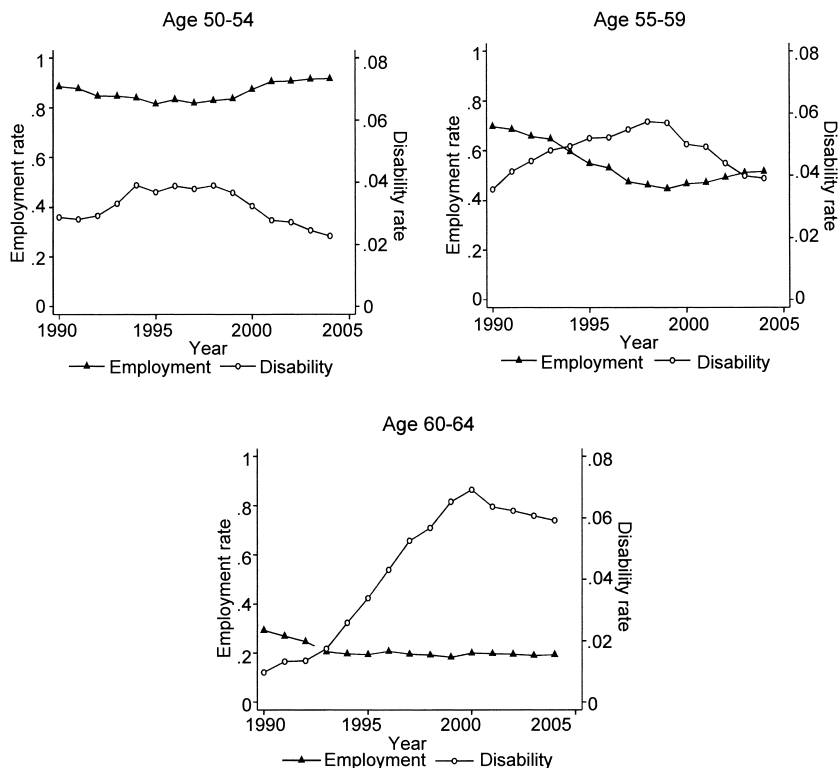 Age 50-54
1
.8
.6
.4
.2
0
Employment rate
.08
.06
.04
.02
0
Disability rate
1990 1995 2000 2005
Year
Employment Disability
Age 55-59
1
.8
.6
.4
.2
0
Employment rate
.08
.06
.04
.02
0
Disability rate
1990 1995 2000 2005
Year
Employment Disability
Age 60-64
1
.8
.6
.4
.2
0
Employment rate
.08
.06
.04
.02
0
Disability rate
1990 1995 2000 2005
Year
Employment Disability